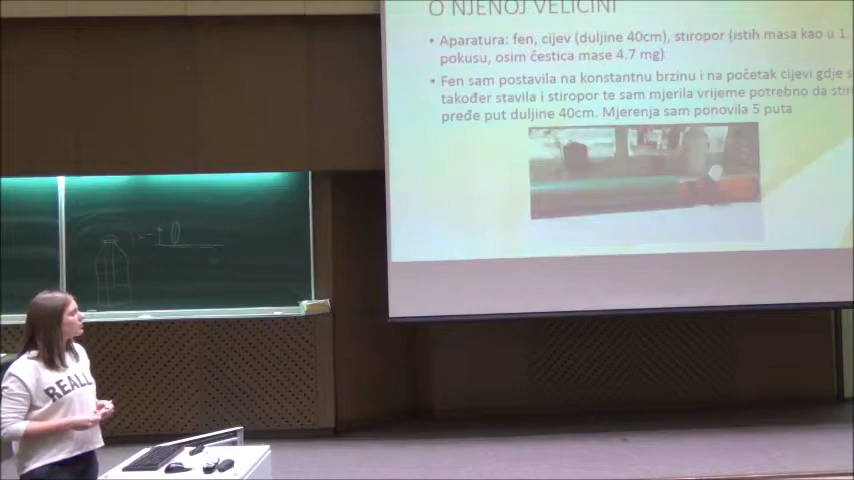 O NJENOJ VELIČINI
• Aparatura: fen, cijev (duljine 40cm), stiropor (istih masa kao u 1.
pokusu, osim čestica mase 4.7 mg(
• Fen sam postavila na konstantnu brzinu i na početak cijevi gdje s
također stavila i stiropor te sam mjerila vrijeme potrebno da stir
pređe put duljine 40cm. Mjerenja sam ponovila 5 puta
REALL